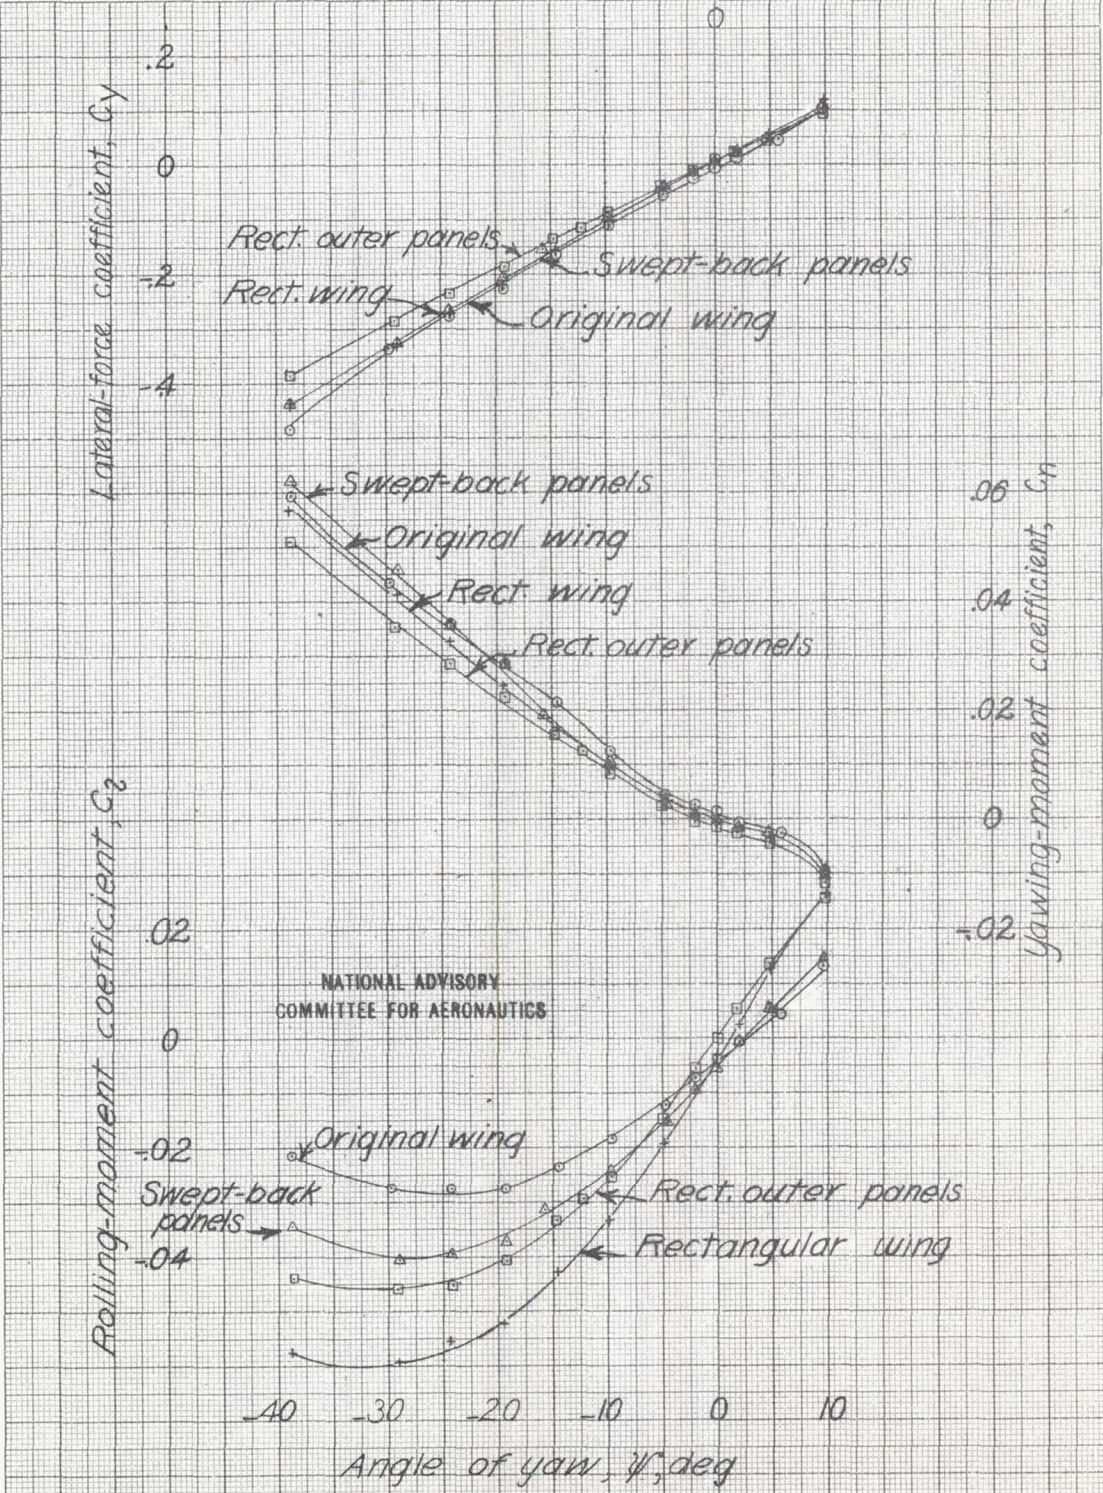 0
.2
0
-.2
-.4
Lateral-force coefficient, Cy
Rect. outer panels
Swept-back panels
Rect. wing
Original wing
Swept-back panels
Original wing
Rect. wing
Rect. outer panels
.06
.04
.02
0
-.02
Yawing-moment coefficient, Cn
Rolling-moment coefficient, Cl
.02
0
-.02
-.04
NATIONAL ADVISORY
COMMITTEE FOR AERONAUTICS
Original wing
Swept-back
panels
Rect. outer panels
Rectangular wing
-40 -30 -20 -10 0 10
Angle of yaw, ψ, deg